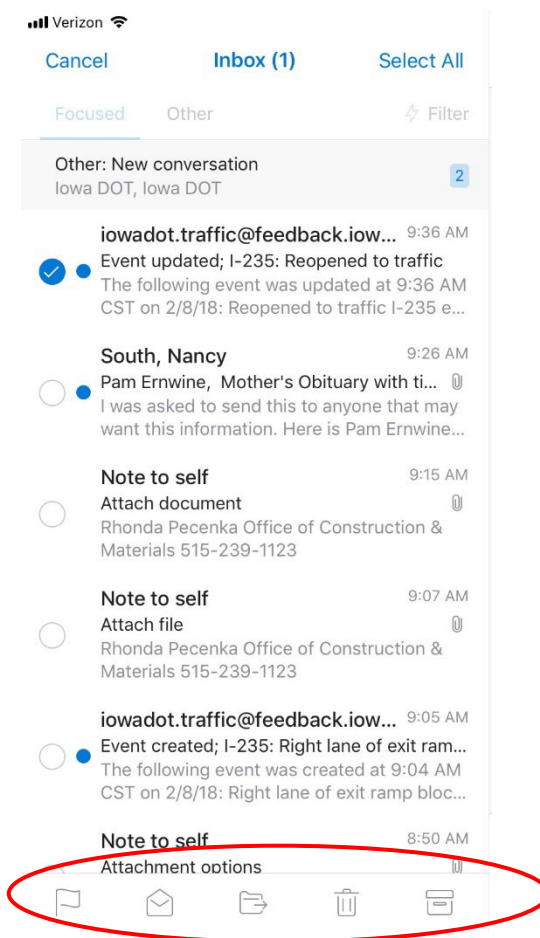 Verizon
Cancel Inbox (1) Select All
Focused Other Filter
Other: New conversation
Iowa DOT, Iowa DOT 2
iowadot.traffic@feedback.iow... 9:36 AM
Event updated; I-235: Reopened to traffic
The following event was updated at 9:36 AM
CST on 2/8/18: Reopened to traffic I-235 e...
South, Nancy 9:26 AM
Pam Ernwine, Mother's Obituary with ti...
I was asked to send this to anyone that may
want this information. Here is Pam Ernwine...
Note to self 9:15 AM
Attach document
Rhonda Pecenka Office of Construction &
Materials 515-239-1123
Note to self 9:07 AM
Attach file
Rhonda Pecenka Office of Construction &
Materials 515-239-1123
iowadot.traffic@feedback.iow... 9:05 AM
Event created; I-235: Right lane of exit ram...
The following event was created at 9:04 AM
CST on 2/8/18: Right lane of exit ramp bloc...
Note to self 8:50 AM
Attachment options